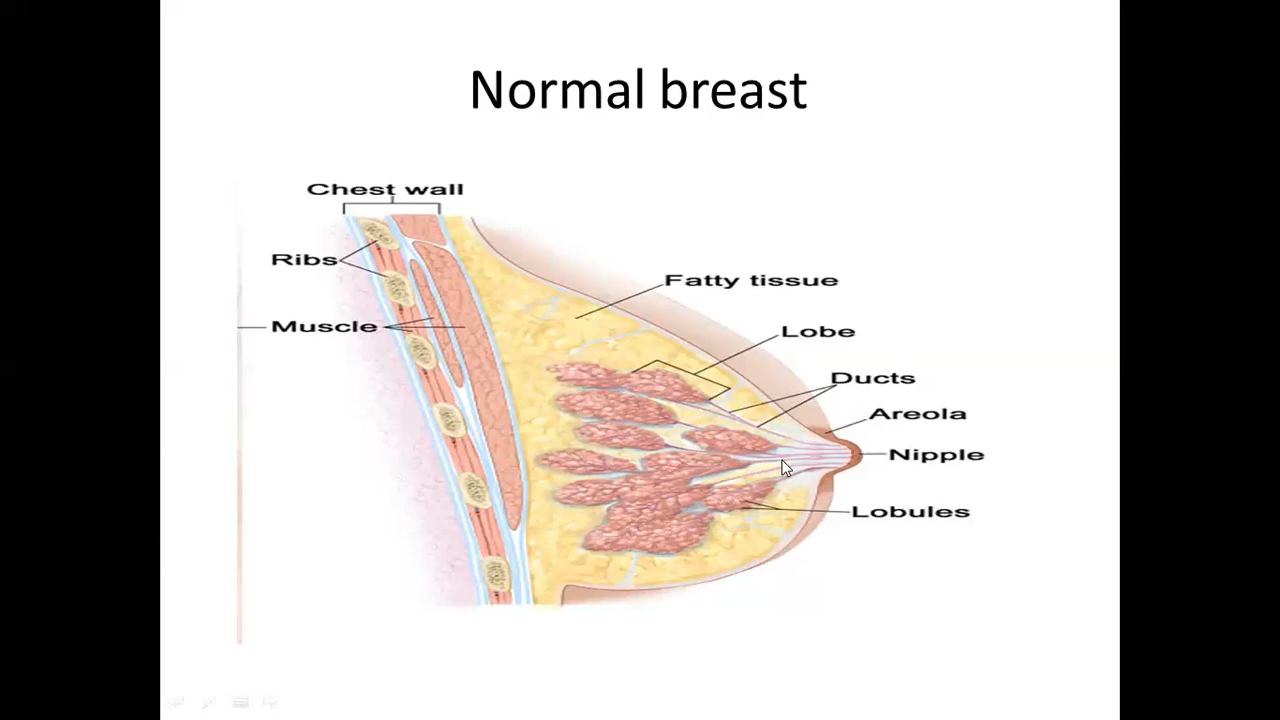 Normal breast
Chest wall
Ribs
Fatty tissue
Muscle
Lobe
Ducts
Areola
Nipple
Lobules